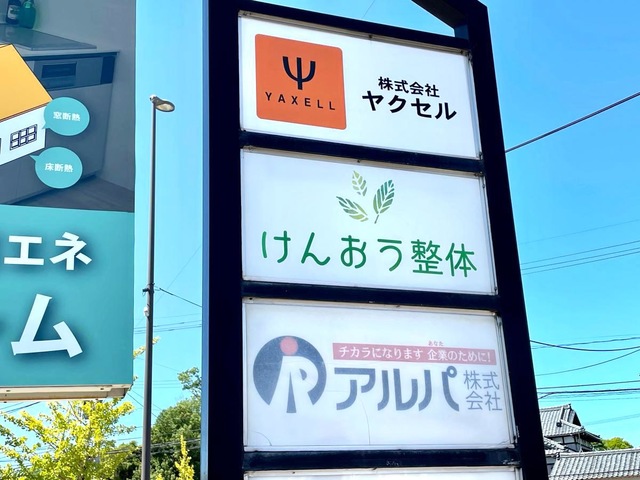 窓断熱
床断熱
エネ
ム
YAXELL
株式会社
ヤクセル
けんおう整体
チカラになります 企業のために!
あなた
アルパ
株式
会社